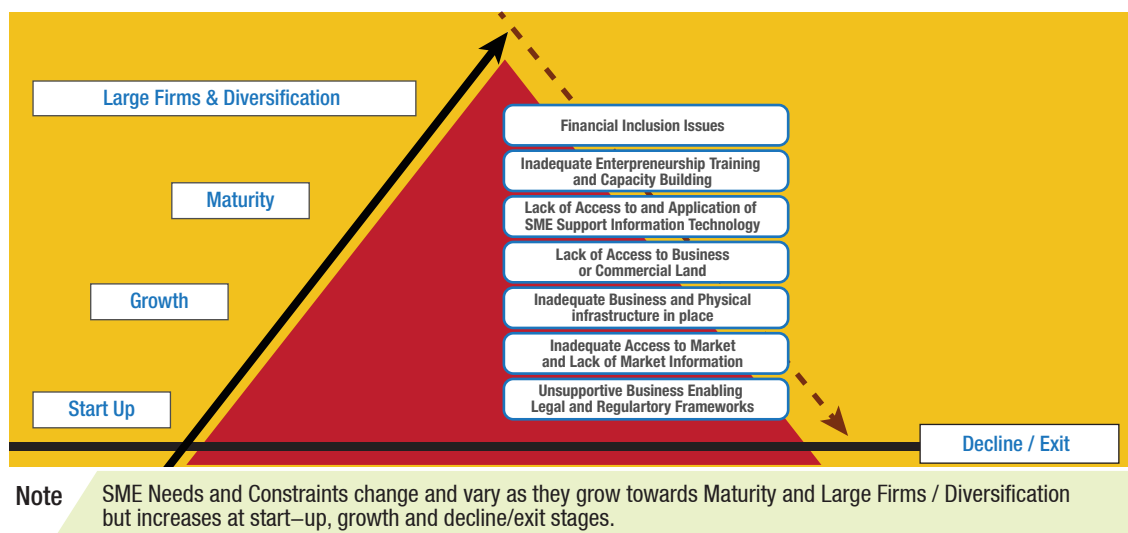 Large Firms & Diversification
Maturity
Growth
Start Up
Financial Inclusion Issues
Inadequate Enterpreneurship Training
and Capacity Building
Lack of Access to and Application of
SME Support Information Technology
Lack of Access to Business
or Commercial Land
Inadequate Business and Physical
infrastructure in place
Inadequate Access to Market
and Lack of Market Information
Unsupportive Business Enabling
Legal and Regulartory Frameworks
Decline / Exit
Note
SME Needs and Constraints change and vary as they grow towards Maturity and Large Firms / Diversification
but increases at start–up, growth and decline/exit stages.